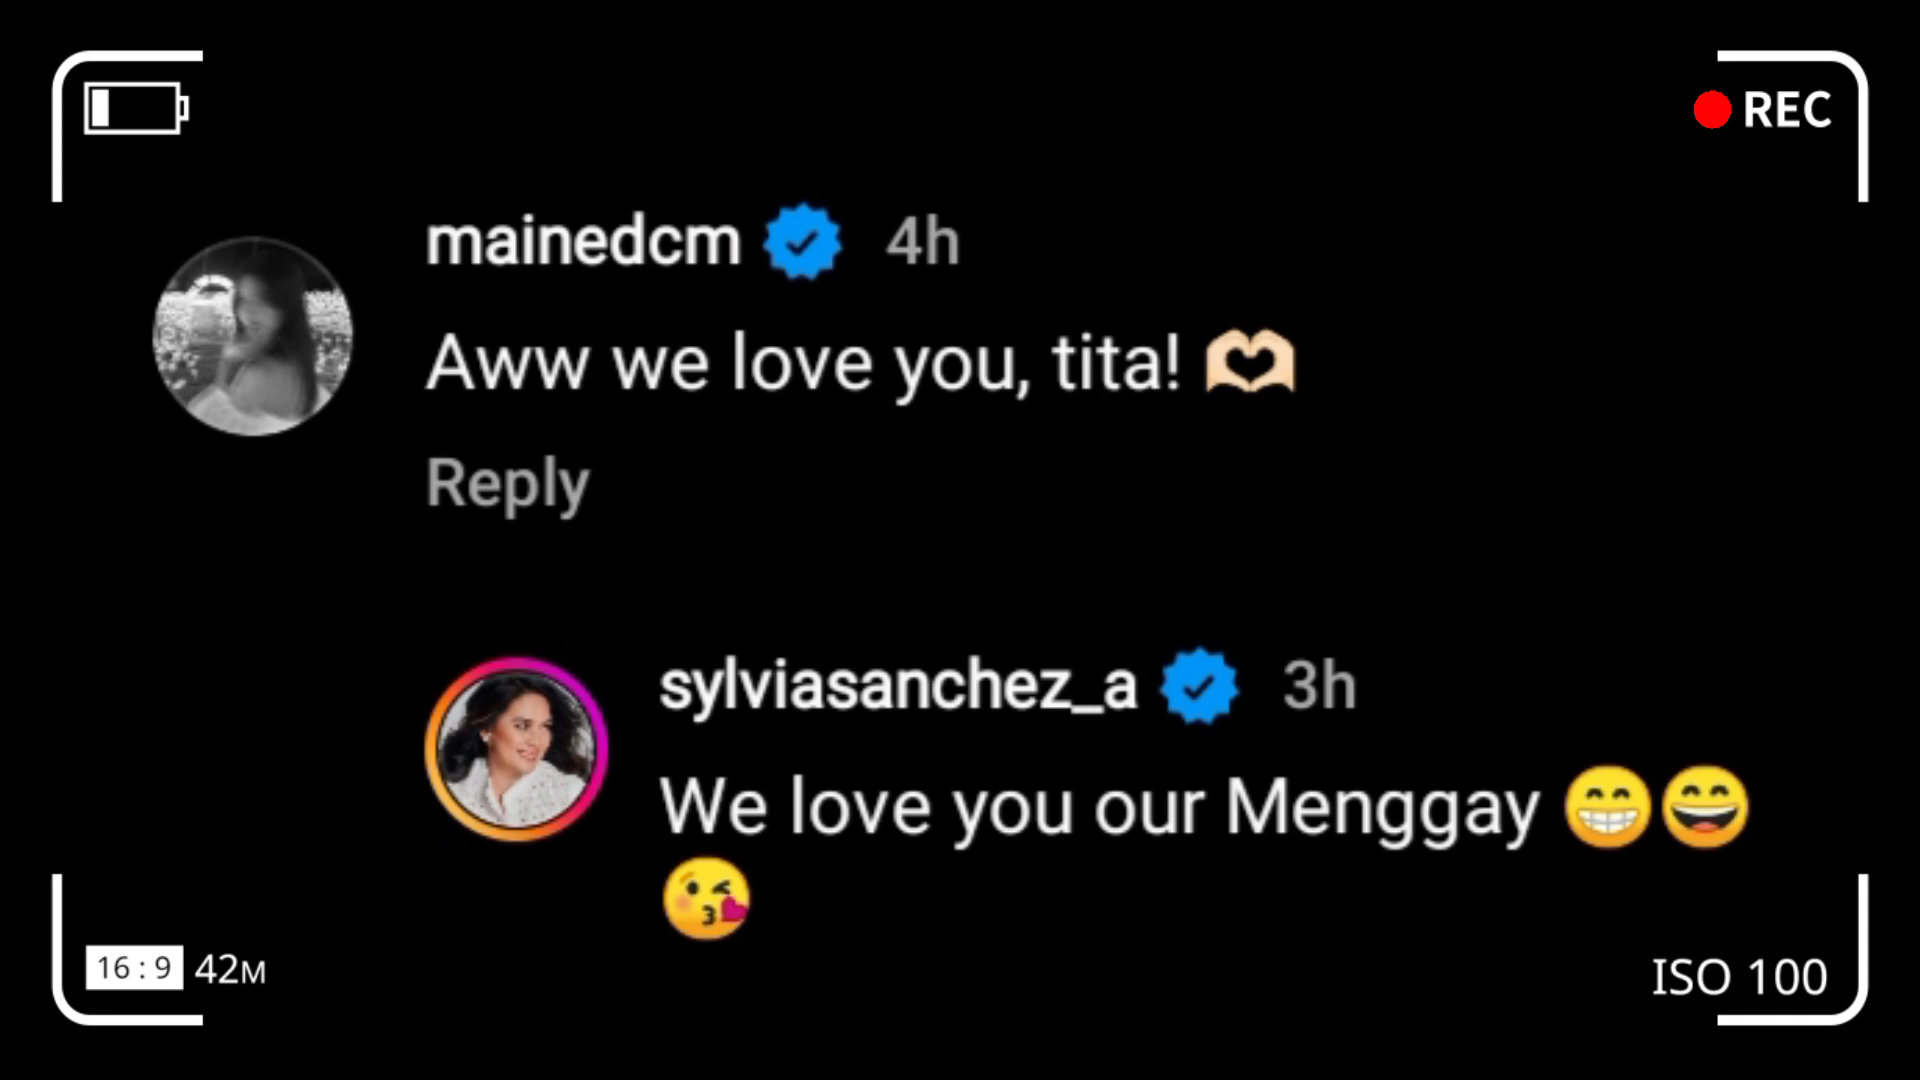 REC
mainedcm 4h
Aww we love you, tita! 🫶🏻
Reply
sylviasanchez_a 3h
We love you our Menggay 😁😄
😘
16:9 42M
ISO 100